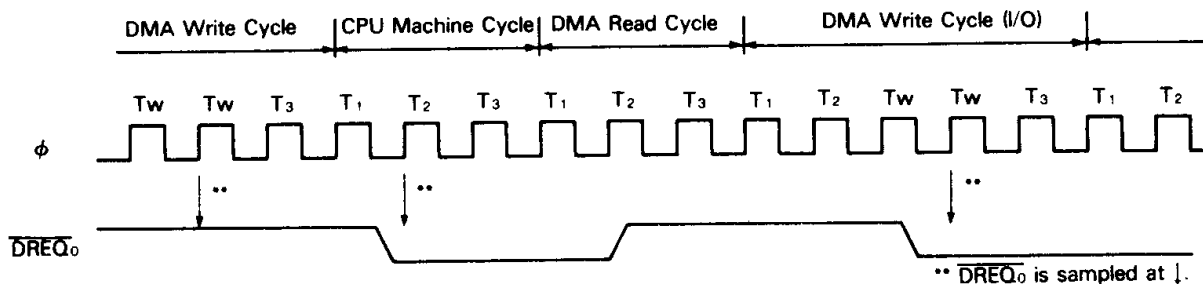 DMA Write Cycle CPU Machine Cycle DMA Read Cycle DMA Write Cycle (I/O)
Tw Tw T3 T1 T2 T3 T1 T2 T3 T1 T2 Tw Tw T3 T1 T2
ϕ
** ** **
DREQ0
** DREQ0 is sampled at ↓.